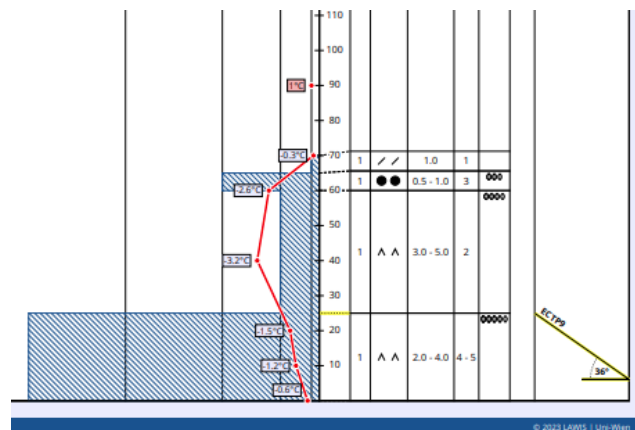 110
100
1°C
90
80
-0.3°C
70
1 1.0 1
1 0.5 - 1.0 3
-2.6°C
60
50
1 3.0 - 5.0 2
-3.2°C
40
30
ECTP9
-1.5°C
20
1 2.0 - 4.0 4 - 5
-1.2°C
10
36°
-0.6°C
© 2023 LAWIS | Uni-Wien